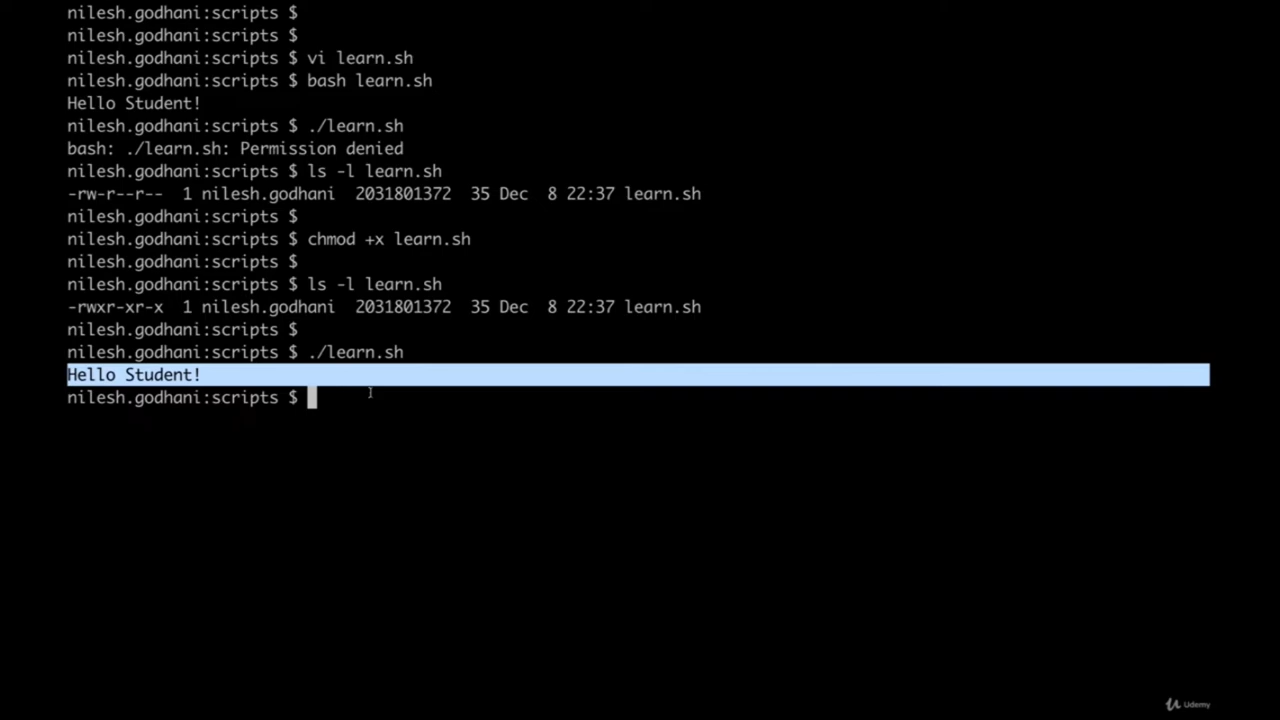 nilesh.godhani:scripts $
nilesh.godhani:scripts $
nilesh.godhani:scripts $ vi learn.sh
nilesh.godhani:scripts $ bash learn.sh
Hello Student!
nilesh.godhani:scripts $ ./learn.sh
bash: ./learn.sh: Permission denied
nilesh.godhani:scripts $ ls -l learn.sh
-rw-r--r--  1 nilesh.godhani  2031801372  35 Dec  8 22:37 learn.sh
nilesh.godhani:scripts $
nilesh.godhani:scripts $ chmod +x learn.sh
nilesh.godhani:scripts $
nilesh.godhani:scripts $ ls -l learn.sh
-rwxr-xr-x  1 nilesh.godhani  2031801372  35 Dec  8 22:37 learn.sh
nilesh.godhani:scripts $
nilesh.godhani:scripts $ ./learn.sh
Hello Student!
nilesh.godhani:scripts $
Udemy